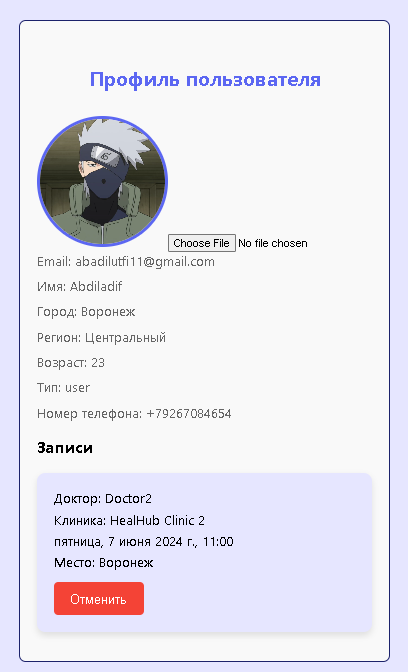 Профиль пользователя
Choose File No file chosen
Email: abadilutfi11@gmail.com
Имя: Abdiladif
Город: Воронеж
Регион: Центральный
Возраст: 23
Тип: user
Номер телефона: +79267084654
Записи
Доктор: Doctor2
Клиника: HealHub Clinic 2
пятница, 7 июня 2024 г., 11:00
Место: Воронеж
Отменить